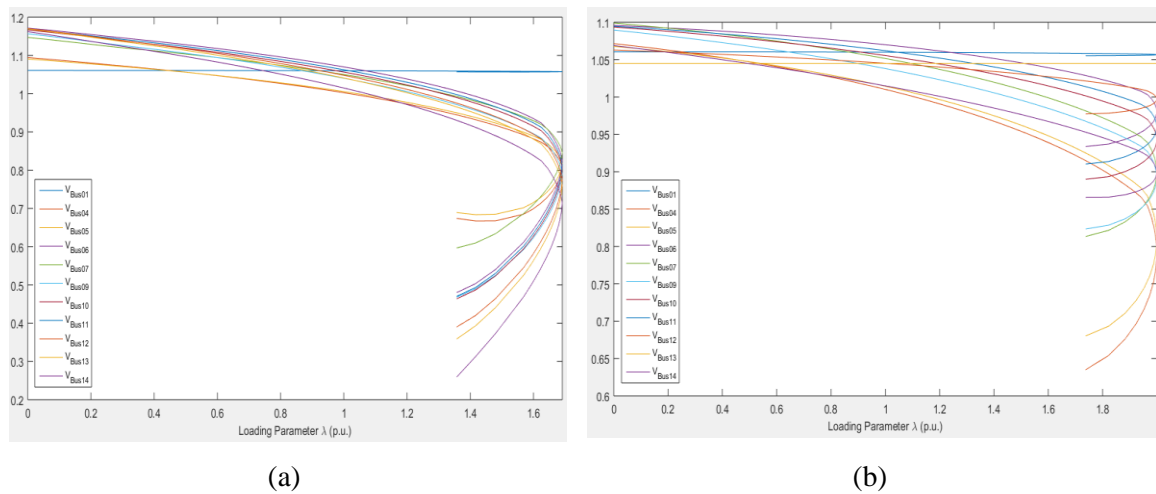 1.2
1.1
1
0.9
0.8
0.7
0.6
0.5
0.4
0.3
0.2
V_Bus01
V_Bus04
V_Bus05
V_Bus06
V_Bus07
V_Bus09
V_Bus10
V_Bus11
V_Bus12
V_Bus13
V_Bus14
0 0.2 0.4 0.6 0.8 1 1.2 1.4 1.6
Loading Parameter λ (p.u.)
(a)
1.1
1.05
1
0.95
0.9
0.85
0.8
0.75
0.7
0.65
0.6
V_Bus01
V_Bus04
V_Bus05
V_Bus06
V_Bus07
V_Bus09
V_Bus10
V_Bus11
V_Bus12
V_Bus13
V_Bus14
0 0.2 0.4 0.6 0.8 1 1.2 1.4 1.6 1.8
Loading Parameter λ (p.u.)
(b)